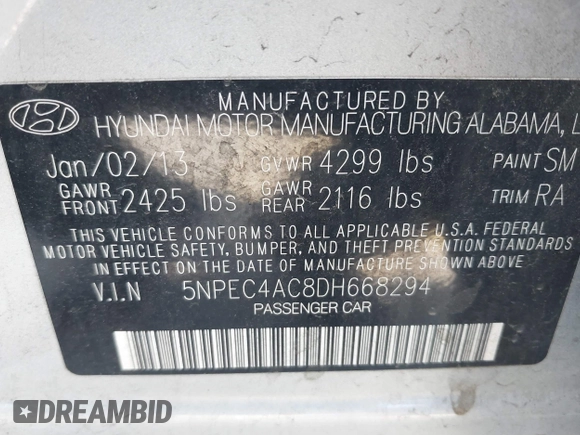 MANUFACTURED BY
HYUNDAI MOTOR MANUFACTURING ALABAMA, L
Jan/02/13 GVWR 4299 lbs PAINT SM
GAWR FRONT 2425 lbs GAWR REAR 2116 lbs TRIM RA
THIS VEHICLE CONFORMS TO ALL APPLICABLE U.S.A. FEDERAL
MOTOR VEHICLE SAFETY, BUMPER, AND THEFT PREVENTION STANDARDS
IN EFFECT ON THE DATE OF MANUFACTURE SHOWN ABOVE.
V.I.N 5NPEC4AC8DH668294
PASSENGER CAR
DREAMBID